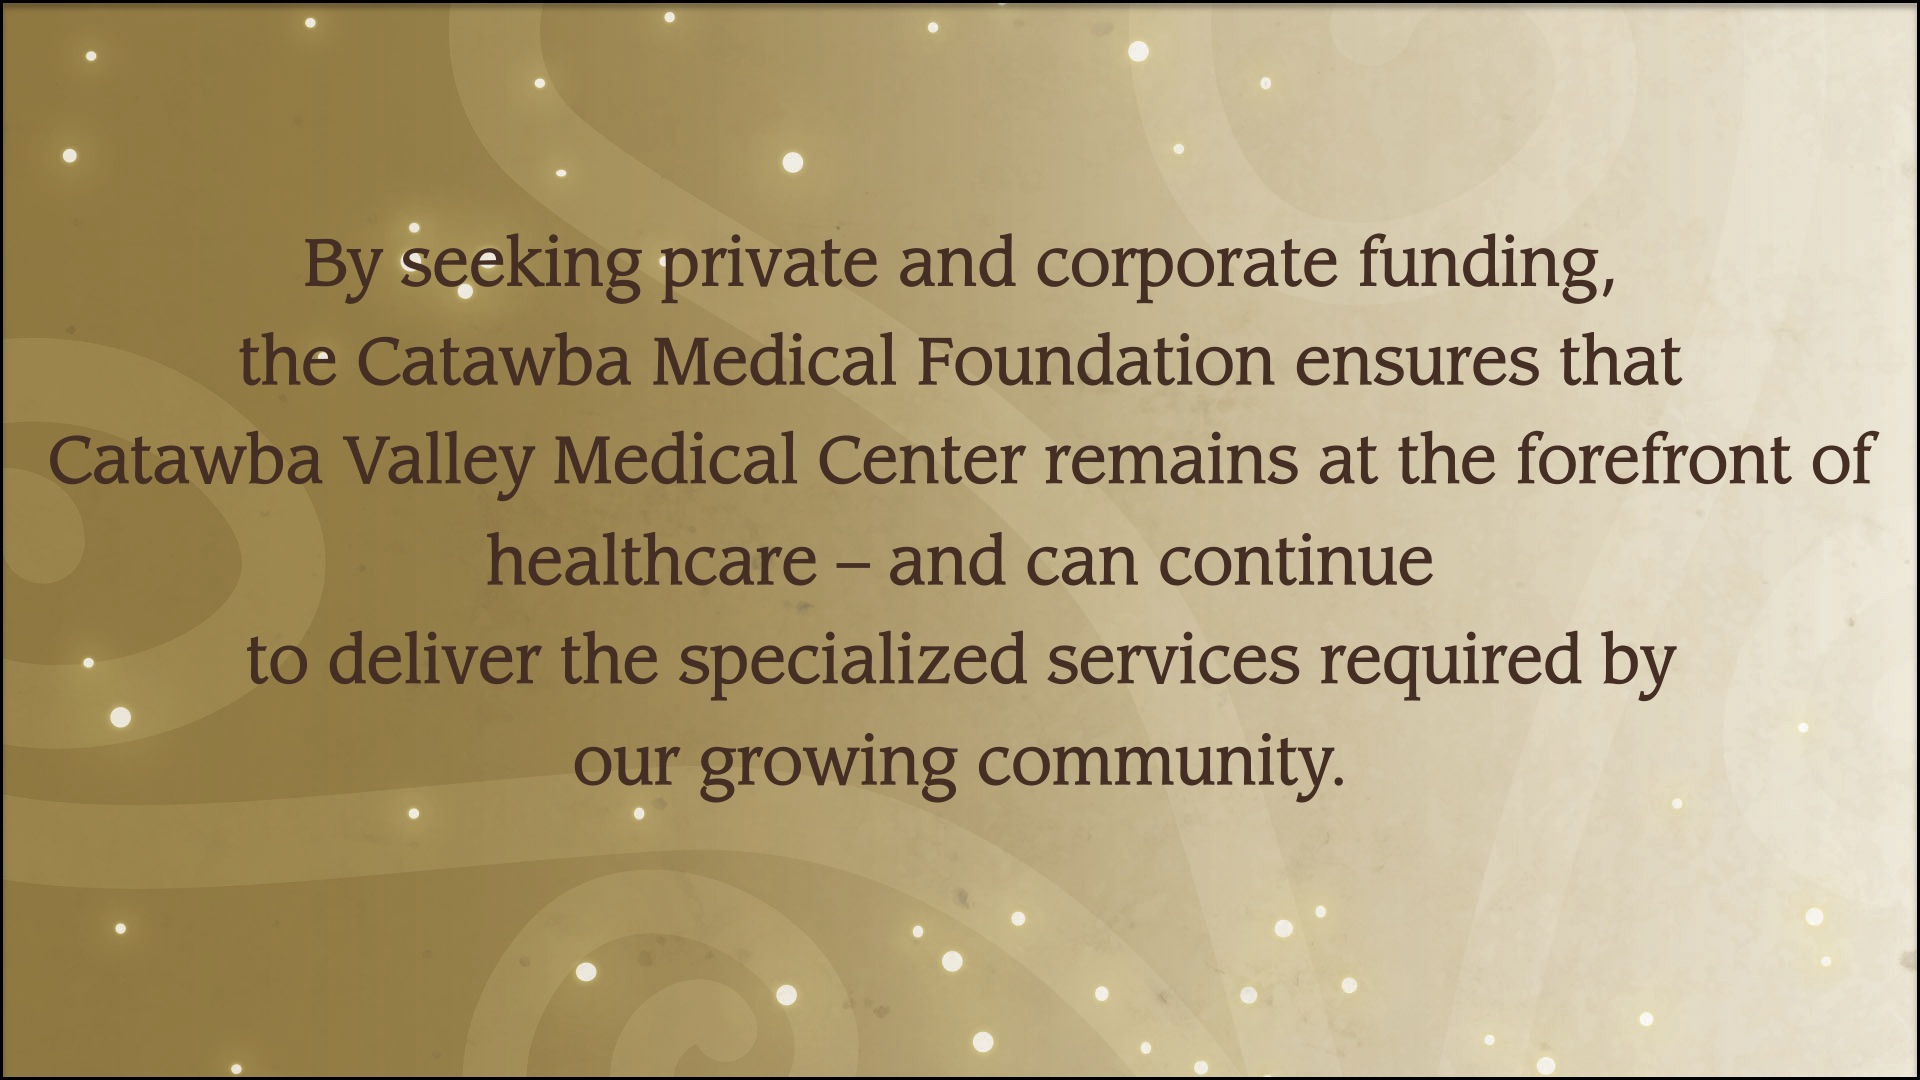 By seeking private and corporate funding,
the Catawba Medical Foundation ensures that
Catawba Valley Medical Center remains at the forefront of
healthcare – and can continue
to deliver the specialized services required by
our growing community.